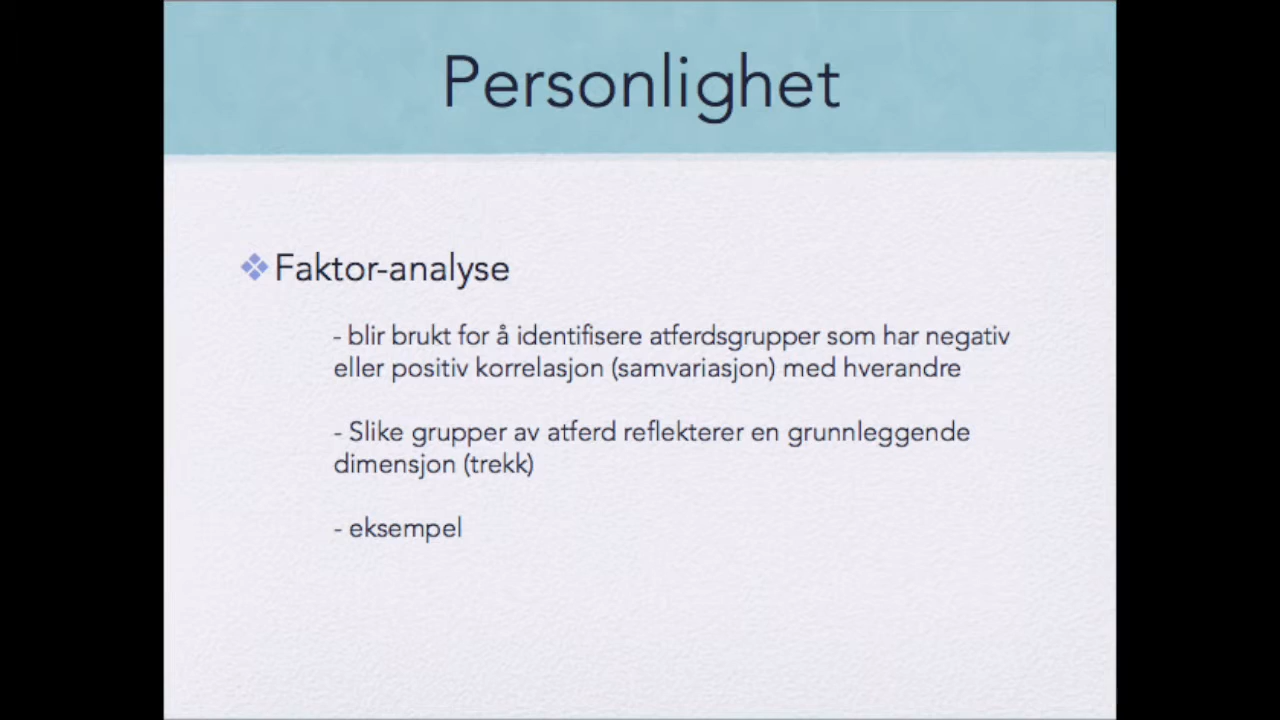 Personlighet
Faktor-analyse
- blir brukt for å identifisere atferdsgrupper som har negativ
eller positiv korrelasjon (samvariasjon) med hverandre
- Slike grupper av atferd reflekterer en grunnleggende
dimensjon (trekk)
- eksempel